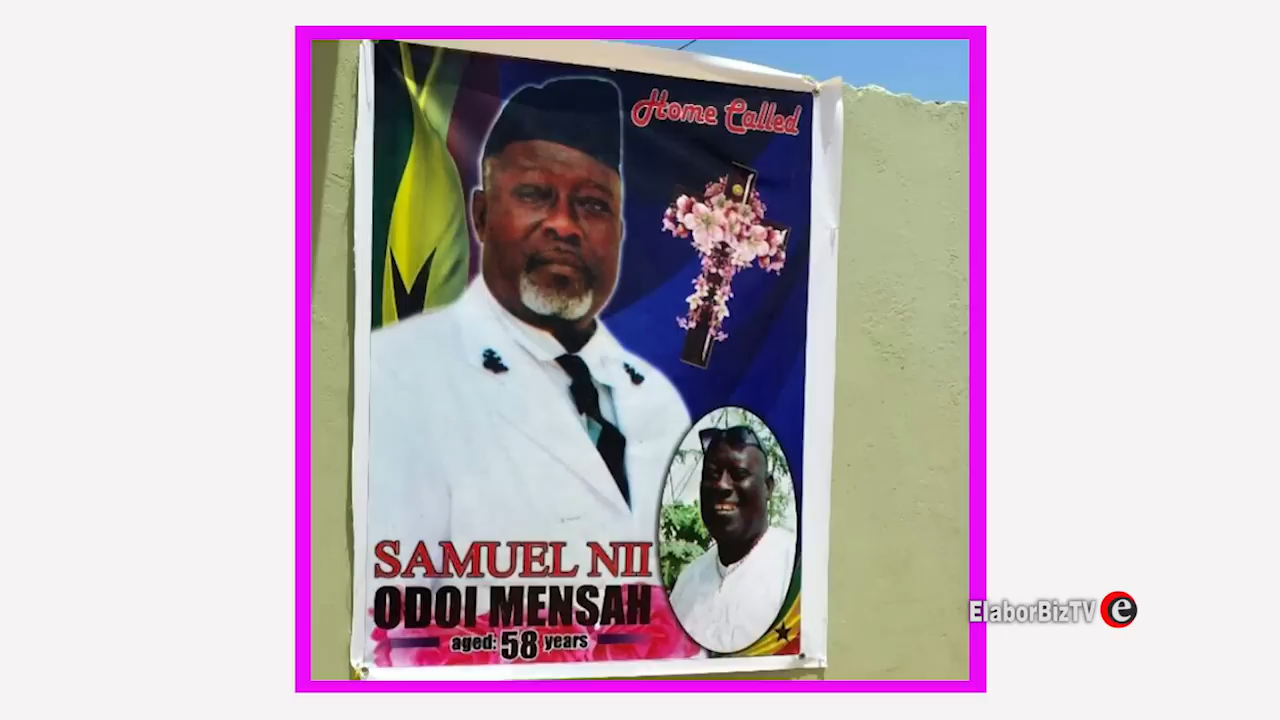 Home Called
SAMUEL NII
ODOI MENSAH
aged: 58 years
ElaborBizTV e